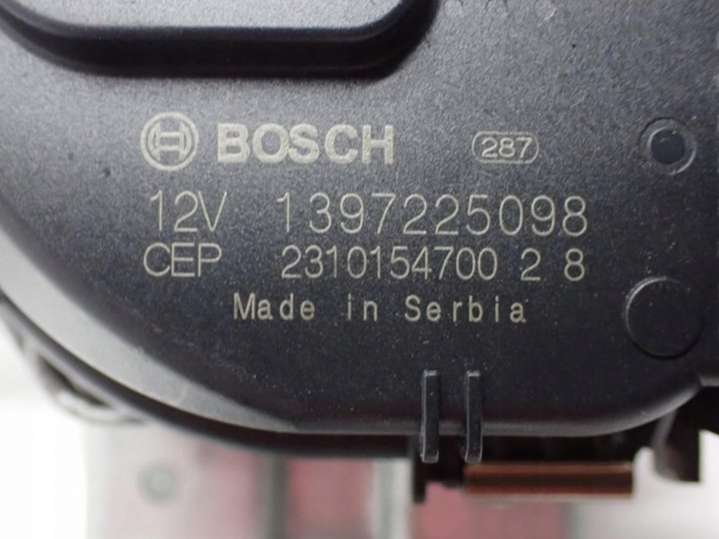 BOSCH 287
12V 1397225098
CEP 2310154700 2 8
Made in Serbia